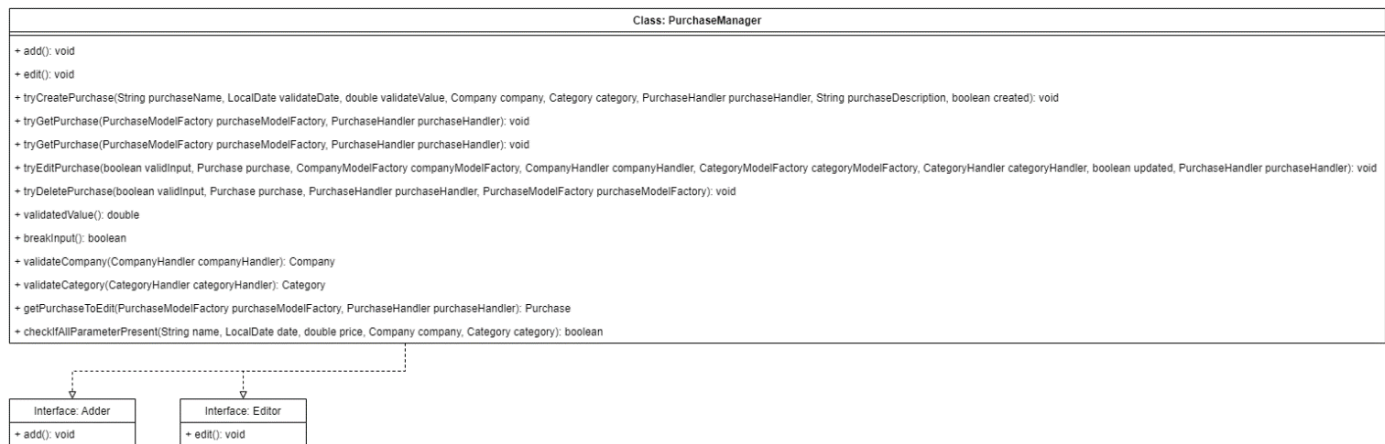 Class: PurchaseManager
+ add(): void
+ edit(): void
+ tryCreatePurchase(String purchaseName, LocalDate validateDate, double validateValue, Company company, Category category, PurchaseHandler purchaseHandler, String purchaseDescription, boolean created): void
+ tryGetPurchase(PurchaseModelFactory purchaseModelFactory, PurchaseHandler purchaseHandler): void
+ tryGetPurchase(PurchaseModelFactory purchaseModelFactory, PurchaseHandler purchaseHandler): void
+ tryEditPurchase(boolean validInput, Purchase purchase, CompanyModelFactory companyModelFactory, CompanyHandler companyHandler, CategoryModelFactory categoryModelFactory, CategoryHandler categoryHandler, boolean updated, PurchaseHandler purchaseHandler): void
+ tryDeletePurchase(boolean validInput, Purchase purchase, PurchaseHandler purchaseHandler, PurchaseModelFactory purchaseModelFactory): void
+ validatedValue(): double
+ breakInput(): boolean
+ validateCompany(CompanyHandler companyHandler): Company
+ validateCategory(CategoryHandler categoryHandler): Category
+ getPurchaseToEdit(PurchaseModelFactory purchaseModelFactory, PurchaseHandler purchaseHandler): Purchase
+ checkIfAllParameterPresent(String name, LocalDate date, double price, Company company, Category category): boolean
Interface: Adder
+ add(): void
Interface: Editor
+ edit(): void